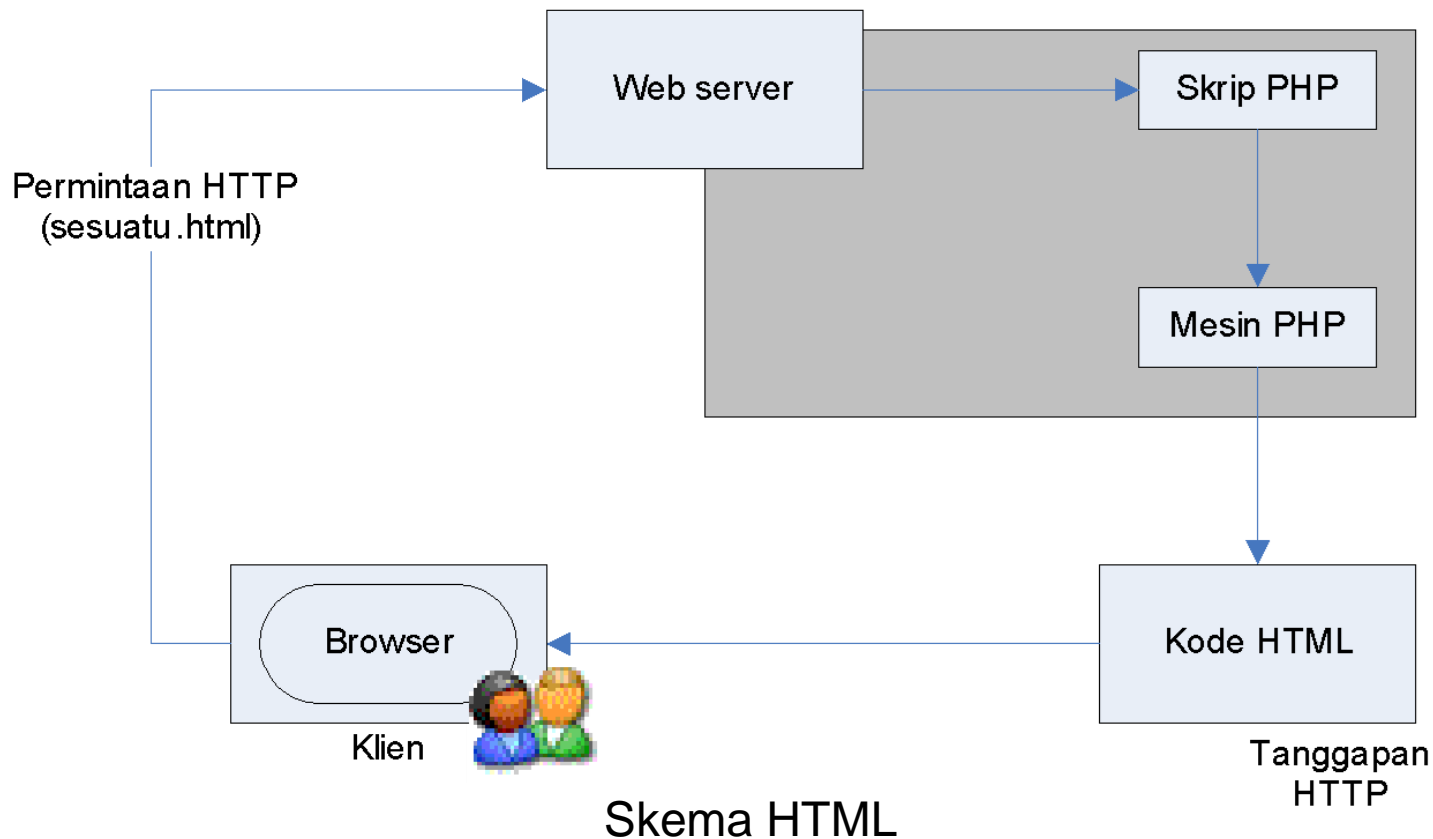 Web server
Skrip PHP
Permintaan HTTP
(sesuatu.html)
Mesin PHP
Browser
Kode HTML
Klien
Tanggapan
HTTP
Skema HTML